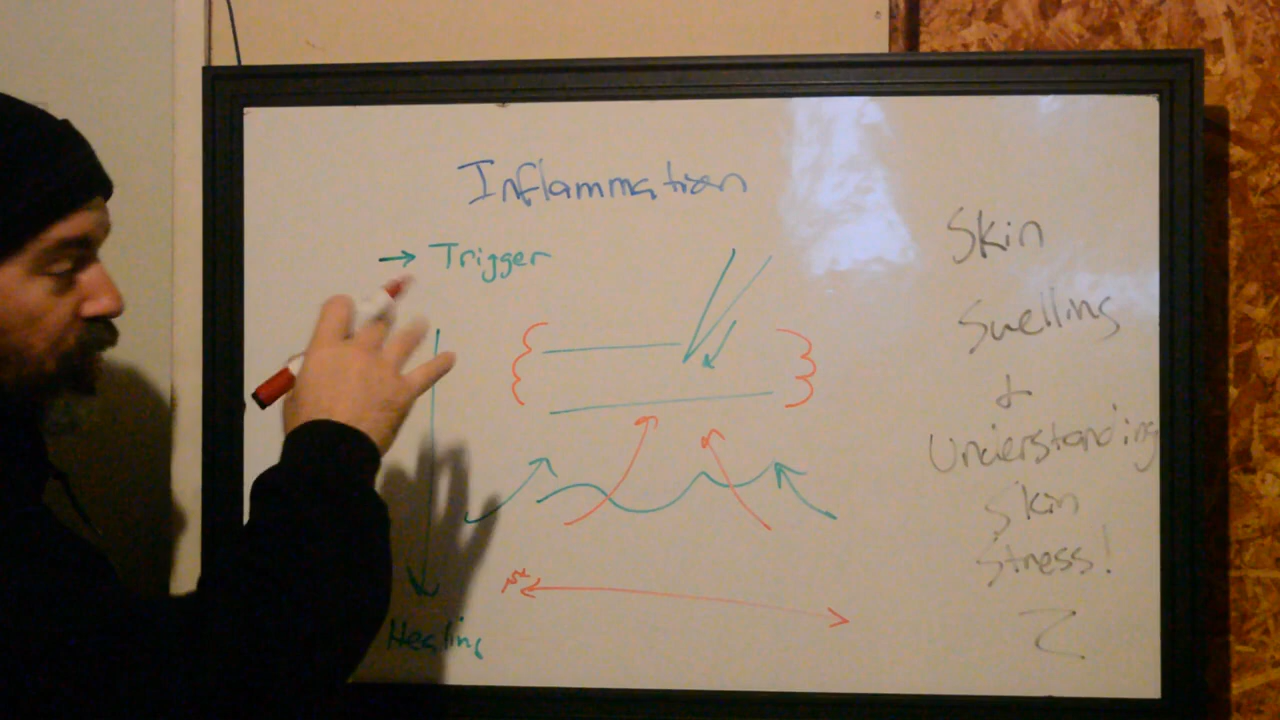 Inflammation
→ Trigger
Healing
Skin
Swelling
&
Understanding
Skin
Stress!